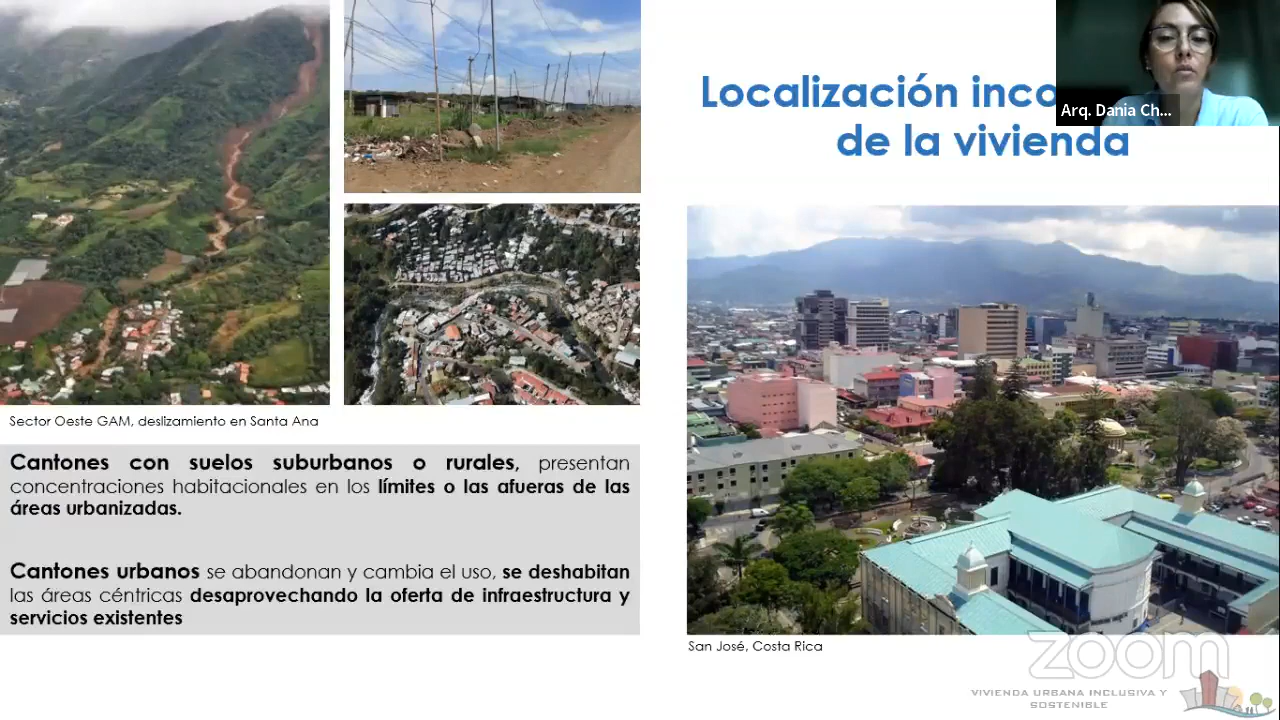 Localización inco
de la vivienda
Arq. Dania Ch...
Sector Oeste GAM, deslizamiento en Santa Ana
Cantones con suelos suburbanos o rurales, presentan
concentraciones habitacionales en los límites o las afueras de las
áreas urbanizadas.
Cantones urbanos se abandonan y cambia el uso, se deshabitan
las áreas céntricas desaprovechando la oferta de infraestructura y
servicios existentes
San José, Costa Rica
zoom
VIVIENDA URBANA INCLUSIVA Y
SOSTENIBLE